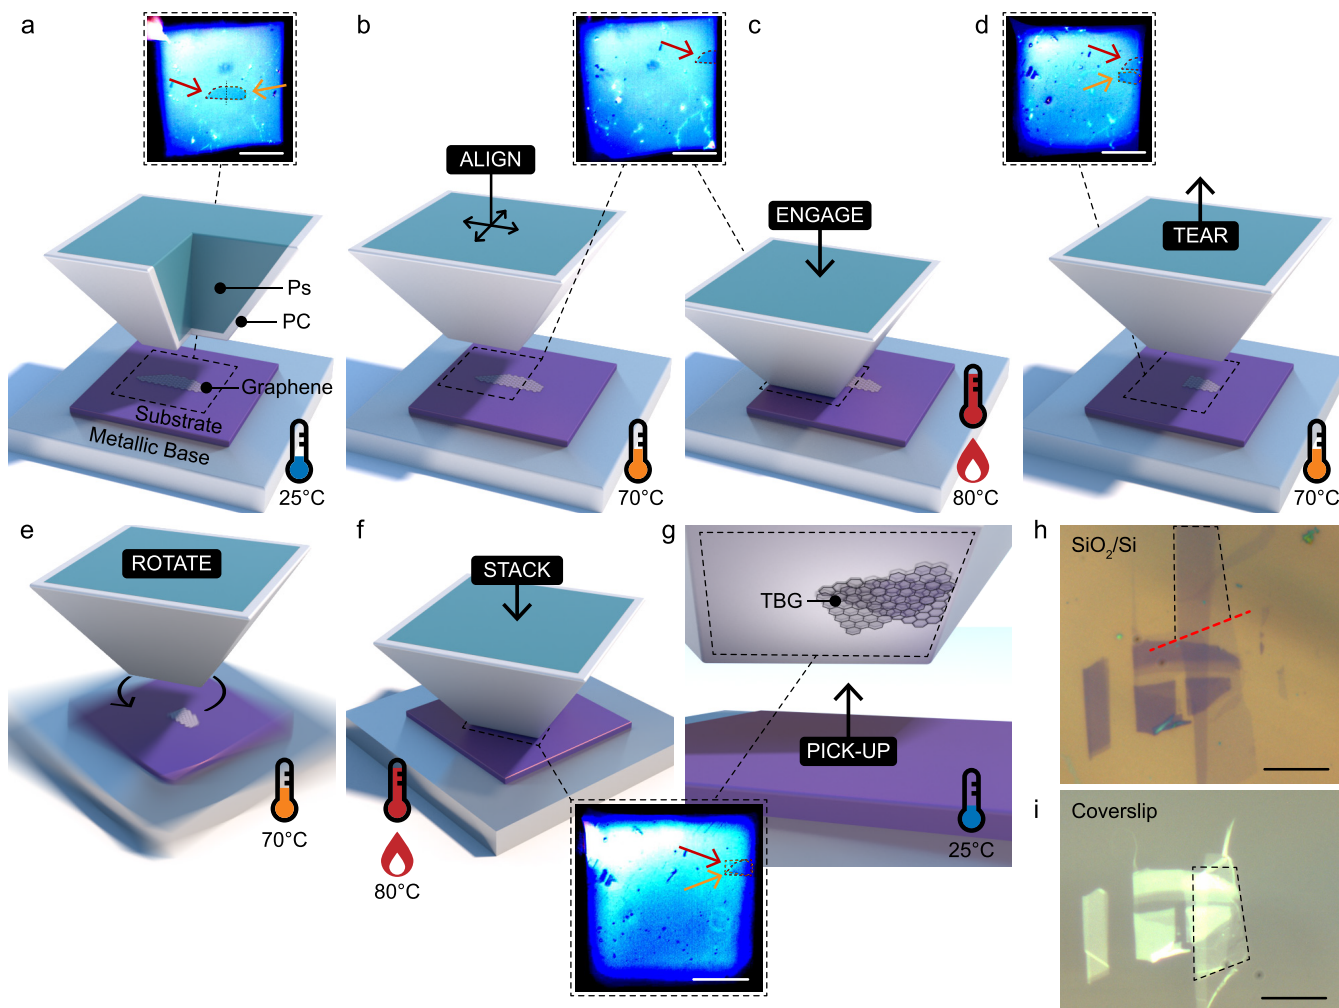 a
b
c
d
ALIGN
ENGAGE
TEAR
Ps
PC
Graphene
Substrate
Metallic Base
25°C
70°C
80°C
70°C
e
f
g
h
ROTATE
STACK
TBG
PICK-UP
SiO₂/Si
70°C
80°C
25°C
i
Coverslip